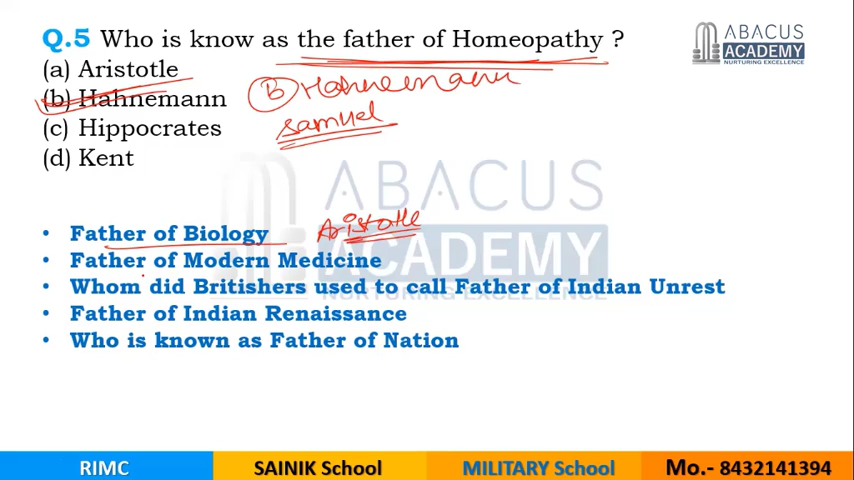 Q.5 Who is know as the father of Homeopathy ?
ABACUS
ACADEMY
NURTURING EXCELLENCE
(a) Aristotle
(b) Hahnemann
B Hahnemann
(c) Hippocrates
samuel
(d) Kent
ABACUS
ACADEMY
NURTURING EXCELLENCE
• Father of Biology
Aristotle
• Father of Modern Medicine
• Whom did Britishers used to call Father of Indian Unrest
• Father of Indian Renaissance
• Who is known as Father of Nation
RIMC
SAINIK School
MILITARY School
Mo.- 8432141394